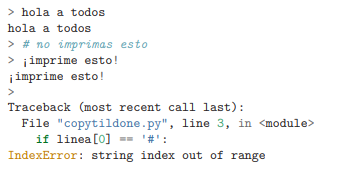 > hola a todos
hola a todos
> # no imprimas esto
> ¡imprime esto!
¡imprime esto!
>
Traceback (most recent call last):
  File "copytildone.py", line 3, in <module>
    if linea[0] == '#':
IndexError: string index out of range